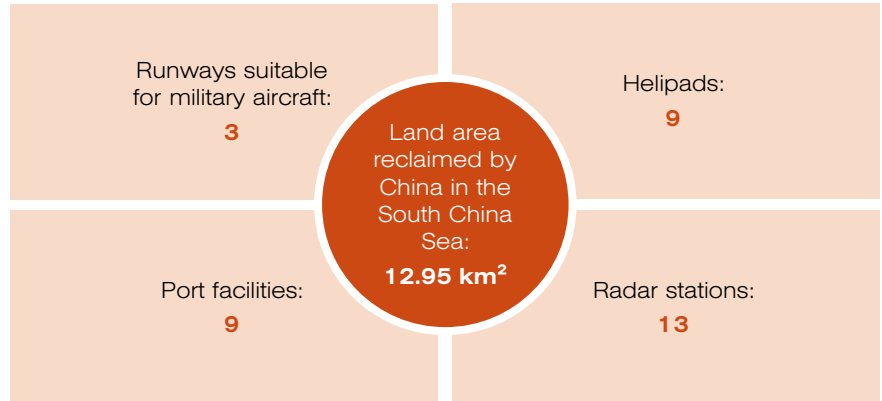 Runways suitable
for military aircraft:
3
Helipads:
9
Land area
reclaimed by
China in the
South China
Sea:
12.95 km²
Port facilities:
9
Radar stations:
13